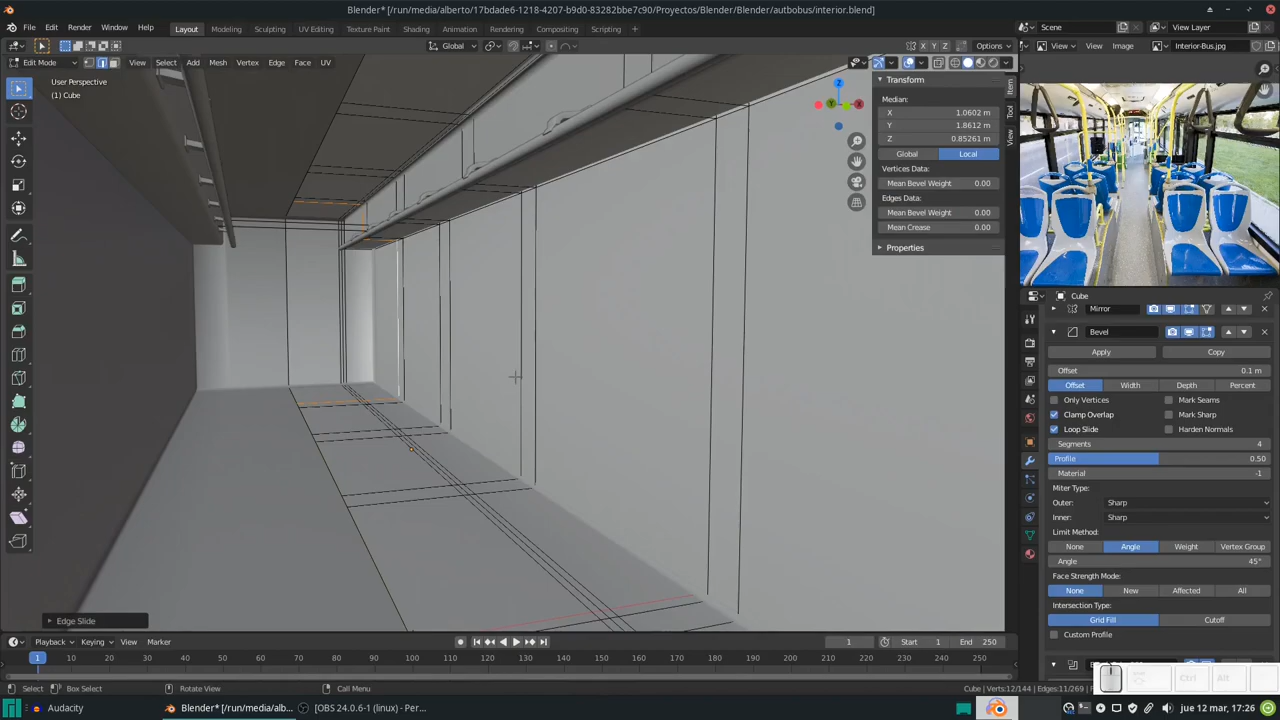 Blender* [/run/media/alberto/17bdade6-1218-4207-b9d0-83282bbe7c90/Proyectos/Blender/Blender/autbobus/interior.blend]
File Edit Render Window Help Layout Modeling Sculpting UV Editing Texture Paint Shading Animation Rendering Compositing Scripting + Scene View Layer
Global X Y Z Options View View Image Interior-Bus.jpg
Edit Mode View Select Add Mesh Vertex Edge Face UV
User Perspective
(1) Cube
Z
Y
X
Transform
Median:
X 1.0602 m
Y 1.8612 m
Z 0.85261 m
Global Local
Vertices Data:
Mean Bevel Weight 0.00
Edges Data:
Mean Bevel Weight 0.00
Mean Crease 0.00
Properties
Item
Tool
View
Cube
Mirror
Bevel
Apply Copy
Offset 0.1 m
Offset Width Depth Percent
Only Vertices Mark Seams
Clamp Overlap Mark Sharp
Loop Slide Harden Normals
Segments 4
Profile 0.50
Material -1
Miter Type:
Outer: Sharp
Inner: Sharp
Limit Method:
None Angle Weight Vertex Group
Angle 45°
Face Strength Mode:
None New Affected All
Intersection Type:
Grid Fill Cutoff
Custom Profile
Edge Slide
Playback Keying View Marker 1 Start 1 End 250
1 10 20 30 40 50 60 70 80 90 100 110 120 130 140 150 160 170 180 190 200 210 220 230 240 250
Select Box Select Rotate View Call Menu Cube | Verts:12/144 | Edges:11/269
Ctrl Alt
Audacity Blender* [/run/media/alb... [OBS 24.0.6-1 (linux) - Per... jue 12 mar, 17:26